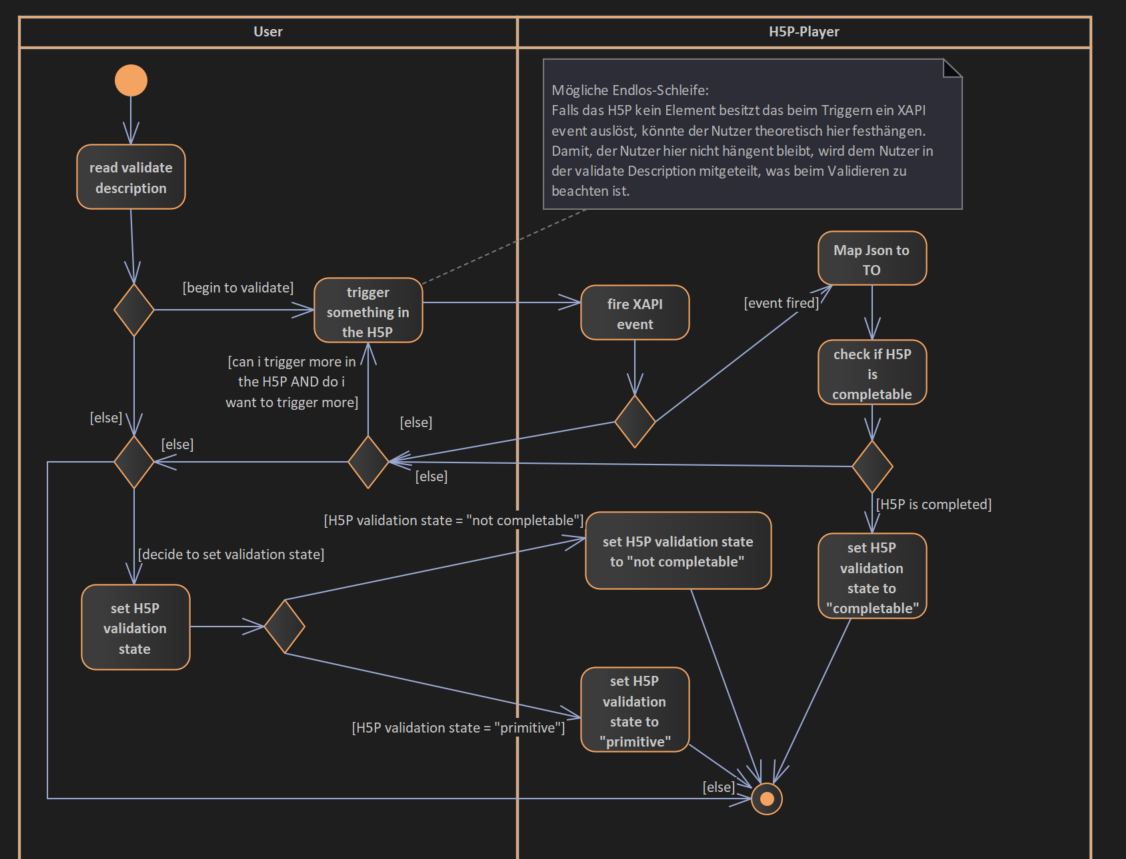 User
H5P-Player
Mögliche Endlos-Schleife:
Falls das H5P kein Element besitzt das beim Triggern ein XAPI
event auslöst, könnte der Nutzer theoretisch hier festhängen.
Damit, der Nutzer hier nicht hängent bleibt, wird dem Nutzer in
der validate Description mitgeteilt, was beim Validieren zu
beachten ist.
read validate
description
[begin to validate]
trigger
something in
the H5P
fire XAPI
event
[event fired]
Map Json to
TO
check if H5P
is
completable
[can i trigger more in
the H5P AND do i
want to trigger more]
[else]
[else]
[else]
[else]
[H5P is completed]
[H5P validation state = "not completable"]
set H5P validation state
to "not completable"
set H5P
validation
state to
"completable"
[decide to set validation state]
set H5P
validation
state
set H5P
validation
state to
"primitive"
[H5P validation state = "primitive"]
[else]